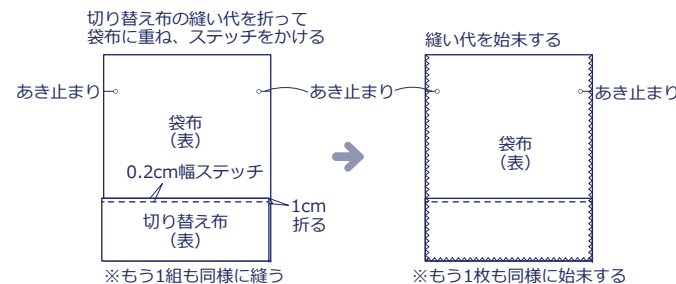 切り替え布の縫い代を折って
袋布に重ね、ステッチをかける
あき止まり
袋布
（表）
0.2cm幅ステッチ
切り替え布
（表）
1cm
折る
※もう1組も同様に縫う
あき止まり
縫い代を始末する
あき止まり
袋布
（表）
※もう1枚も同様に始末する